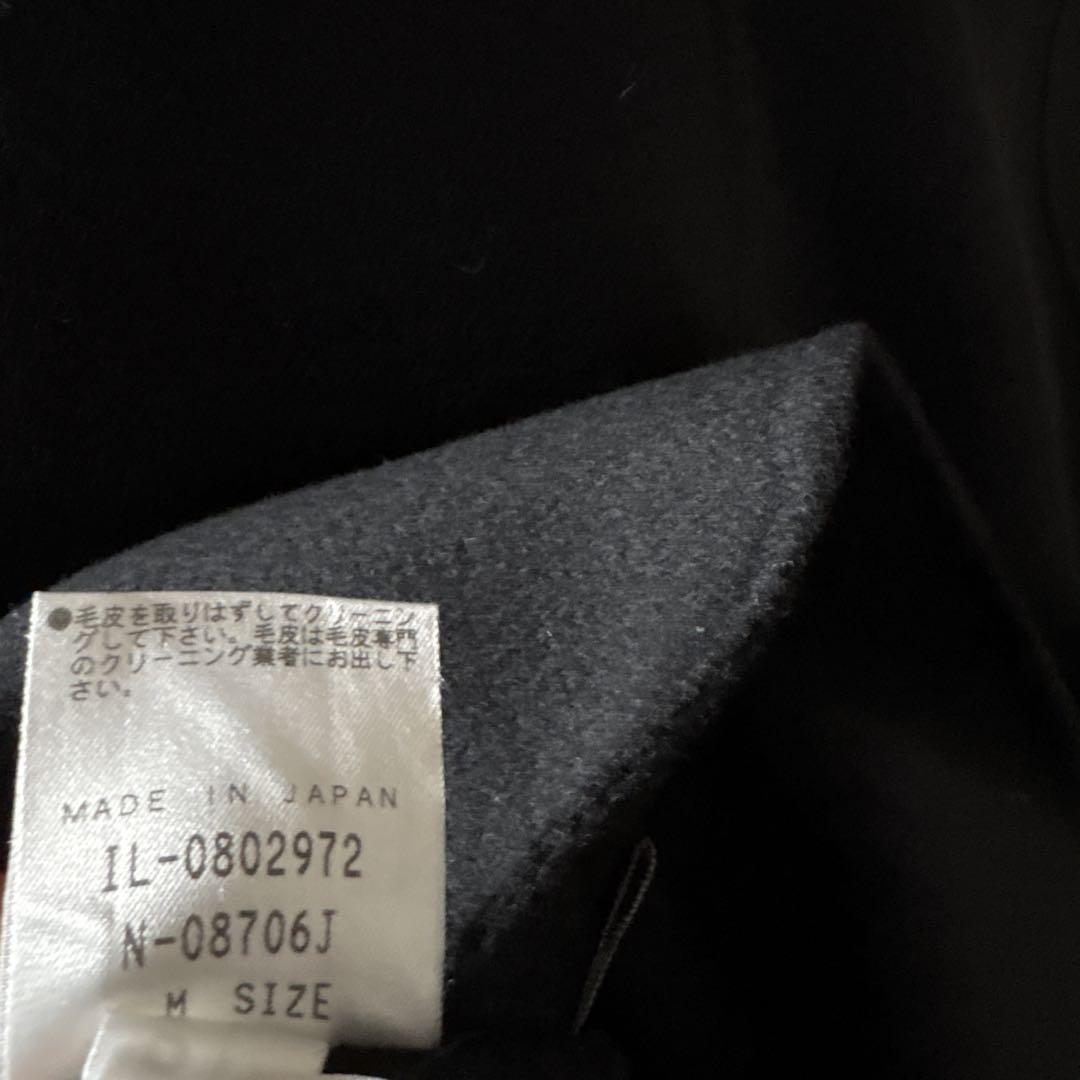 ●毛皮を取りはずしてクリーニン
グして下さい。毛皮は毛皮専門
のクリーニング業者にお出し下
さい。
MADE IN JAPAN
IL-0802972
N-08706J
M SIZE